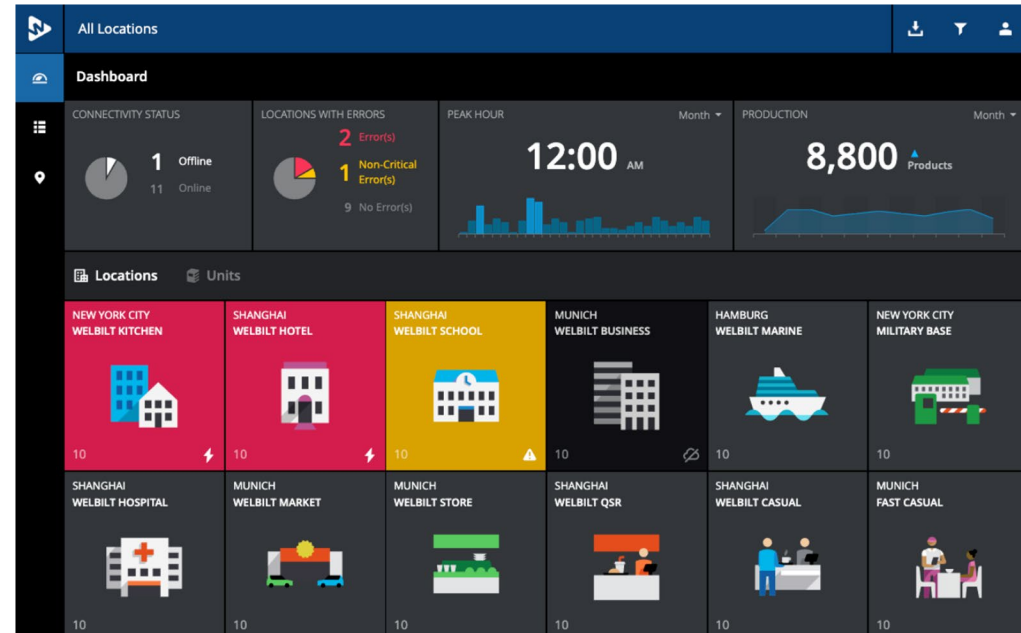 All Locations
Dashboard
CONNECTIVITY STATUS
1 Offline
11 Online
LOCATIONS WITH ERRORS
2 Error(s)
1 Non-Critical
Error(s)
9 No Error(s)
PEAK HOUR
Month
12:00 AM
PRODUCTION
Month
8,800 Products
Locations
Units
NEW YORK CITY
WELBILT KITCHEN
10
SHANGHAI
WELBILT HOTEL
10
SHANGHAI
WELBILT SCHOOL
10
MUNICH
WELBILT BUSINESS
10
HAMBURG
WELBILT MARINE
10
NEW YORK CITY
MILITARY BASE
10
SHANGHAI
WELBILT HOSPITAL
10
MUNICH
WELBILT MARKET
10
MUNICH
WELBILT STORE
10
SHANGHAI
WELBILT QSR
10
SHANGHAI
WELBILT CASUAL
10
MUNICH
FAST CASUAL
10